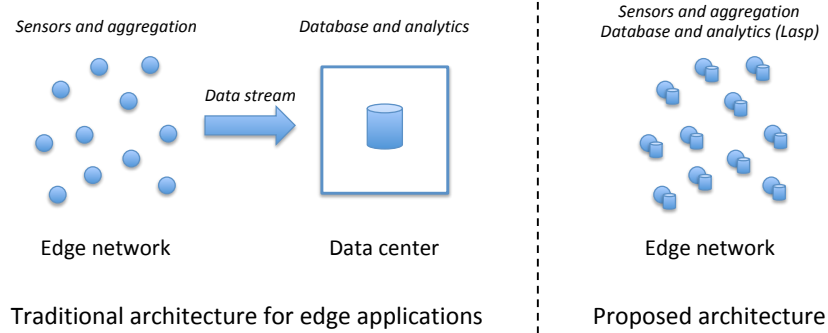 Sensors and aggregation
Database and analytics
Data stream
Edge network
Data center
Traditional architecture for edge applications
Sensors and aggregation
Database and analytics (Lasp)
Edge network
Proposed architecture